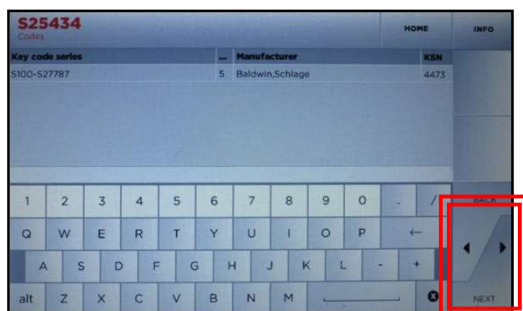 S25434
Codes
HOME
INFO
Key code series
...
Manufacturer
KSN
S100-S27787
5
Baldwin,Schlage
4473
1 2 3 4 5 6 7 8 9 0 . /
BACK
Q W E R T Y U I O P ←
A S D F G H J K L - +
alt Z X C V B N M
NEXT